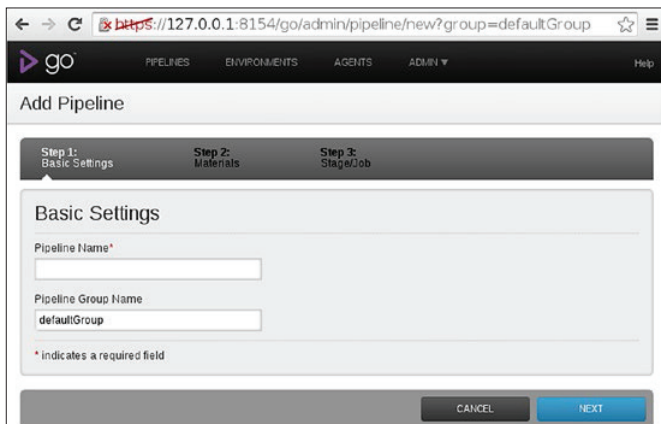 https://127.0.0.1:8154/go/admin/pipeline/new?group=defaultGroup
go PIPELINES ENVIRONMENTS AGENTS ADMIN ▼ Help
Add Pipeline
Step 1: Step 2: Step 3:
Basic Settings Materials Stage/Job
Basic Settings
Pipeline Name*
Pipeline Group Name
defaultGroup
* indicates a required field
CANCEL NEXT